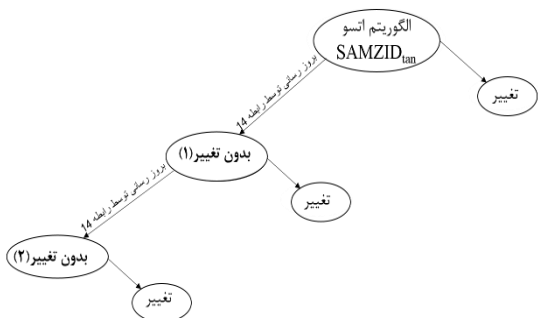 الگوریتم اتسو
SAMZIDtan
بروز رسانی توسط رابطه 14
تغییر
بدون تغییر(1)
بروز رسانی توسط رابطه 14
تغییر
بدون تغییر(2)
تغییر